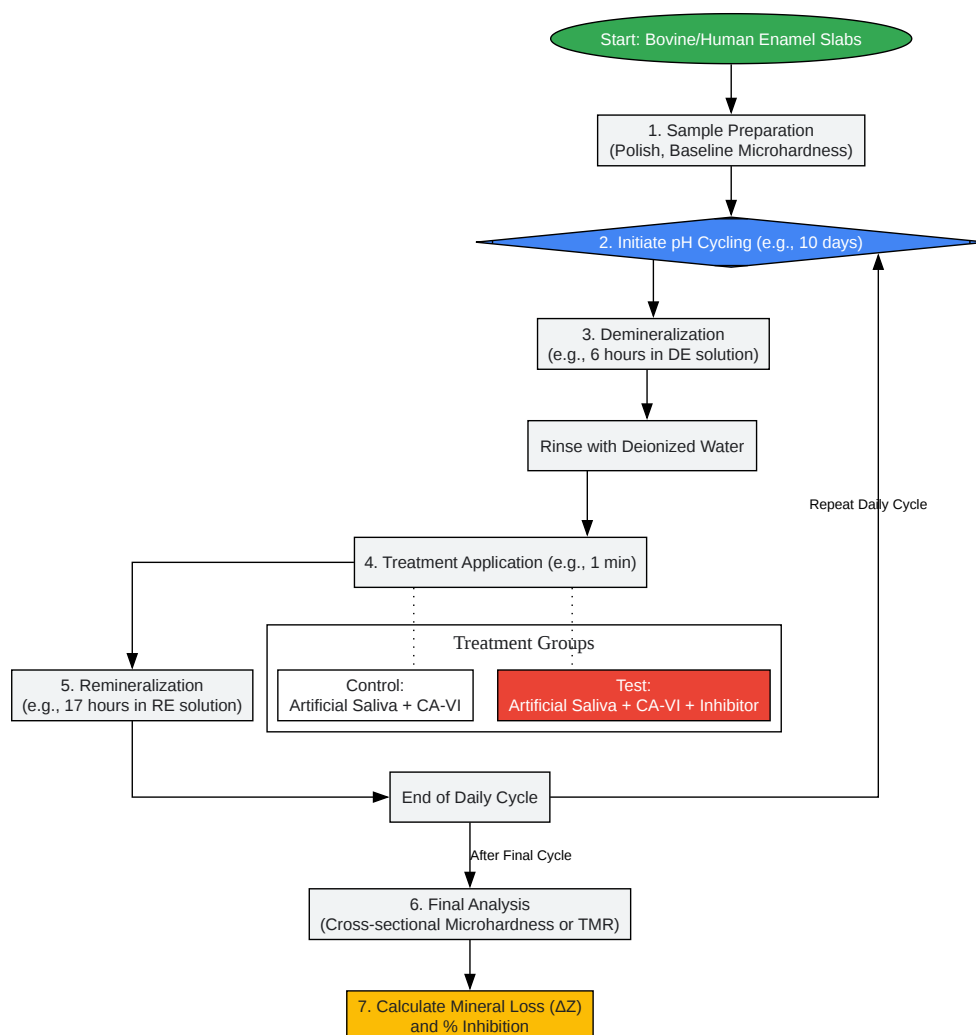 Start: Bovine/Human Enamel Slabs
1. Sample Preparation
(Polish, Baseline Microhardness)
2. Initiate pH Cycling (e.g., 10 days)
3. Demineralization
(e.g., 6 hours in DE solution)
Rinse with Deionized Water
Repeat Daily Cycle
4. Treatment Application (e.g., 1 min)
Treatment Groups
5. Remineralization
(e.g., 17 hours in RE solution)
Control:
Artificial Saliva + CA-VI
Test:
Artificial Saliva + CA-VI + Inhibitor
End of Daily Cycle
After Final Cycle
6. Final Analysis
(Cross-sectional Microhardness or TMR)
7. Calculate Mineral Loss (ΔZ)
and % Inhibition